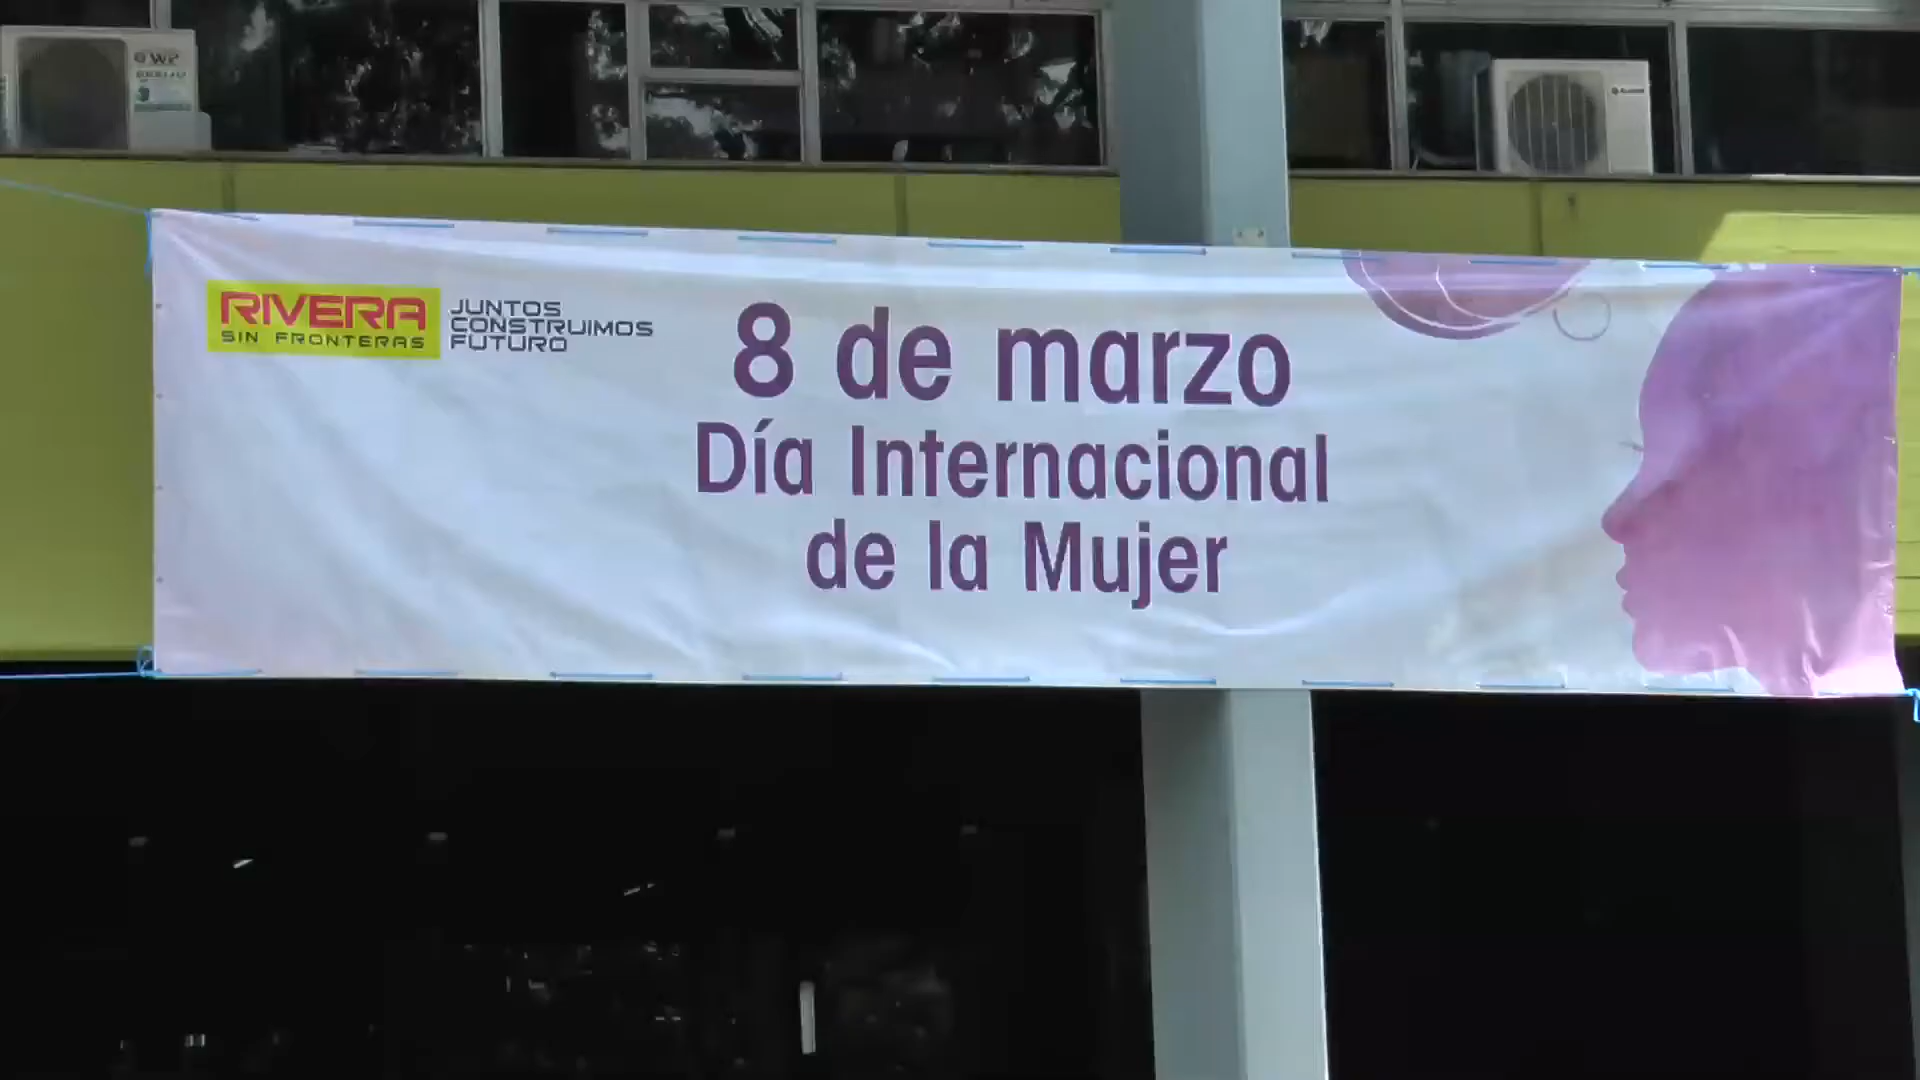 RIVERA
SIN FRONTERAS
JUNTOS
CONSTRUIMOS
FUTURO
8 de marzo
Día Internacional
de la Mujer